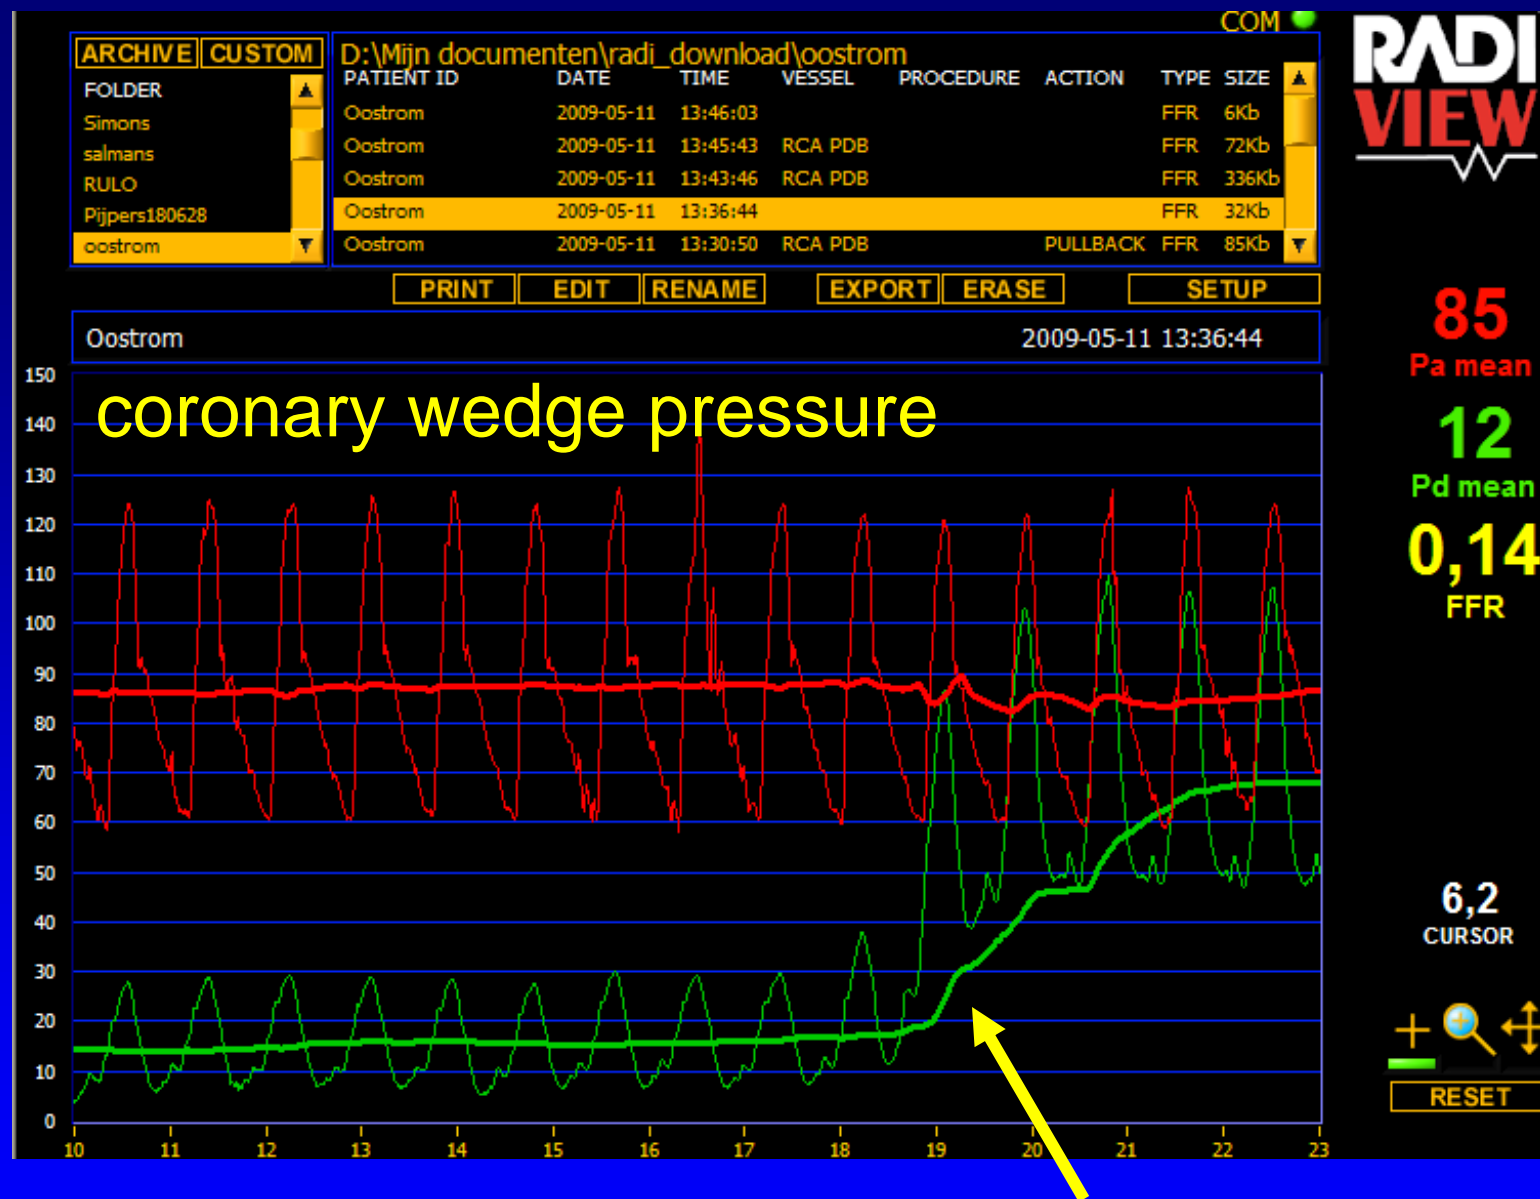 COM
RADI
VIEW
ARCHIVE CUSTOM
D:\Mijn documenten\radi_download\oostrom
FOLDER
Simons
salmans
RULO
Pijpers180628
oostrom
PATIENT ID DATE TIME VESSEL PROCEDURE ACTION TYPE SIZE
Oostrom 2009-05-11 13:46:03 FFR 6Kb
Oostrom 2009-05-11 13:45:43 RCA PDB FFR 72Kb
Oostrom 2009-05-11 13:43:46 RCA PDB FFR 336Kb
Oostrom 2009-05-11 13:36:44 FFR 32Kb
Oostrom 2009-05-11 13:30:50 RCA PDB PULLBACK FFR 85Kb
PRINT EDIT RENAME EXPORT ERASE SETUP
Oostrom 2009-05-11 13:36:44
coronary wedge pressure
150
140
130
120
110
100
90
80
70
60
50
40
30
20
10
0
10 11 12 13 14 15 16 17 18 19 20 21 22 23
85
Pa mean
12
Pd mean
0,14
FFR
6,2
CURSOR
RESET